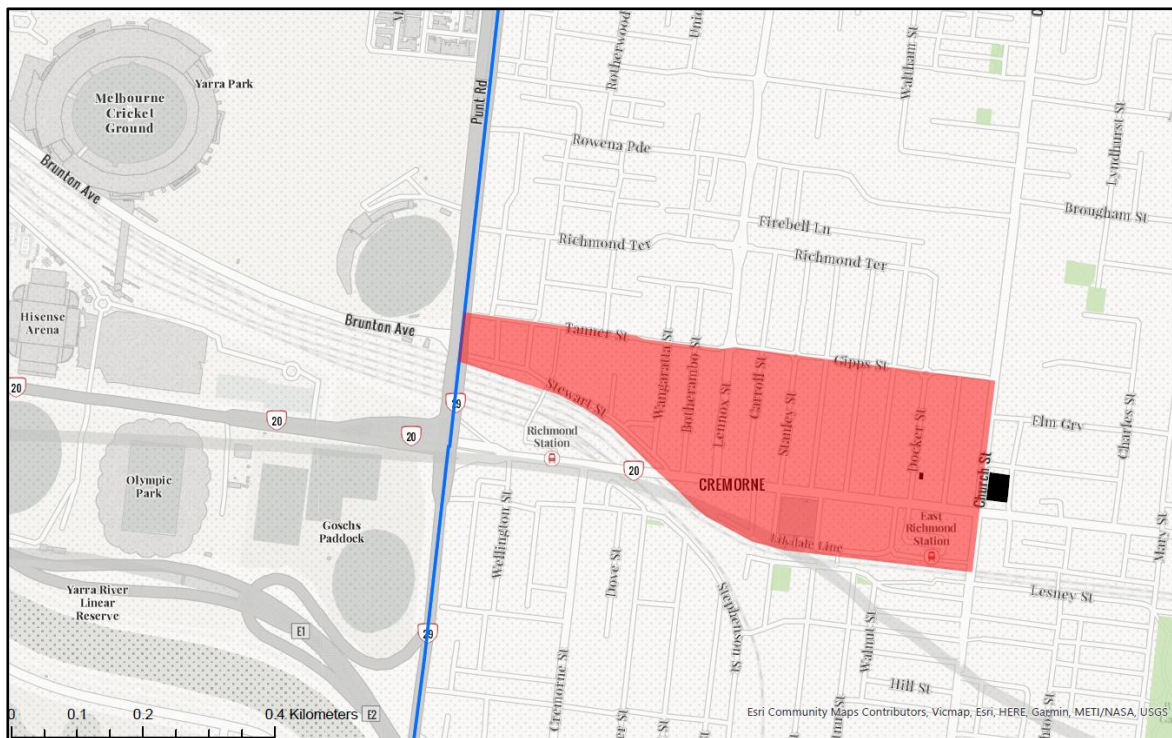 Yarra Park
Melbourne
Cricket
Ground
Brunton Ave
Punt Rd
Rotherwood
Union
Waltham St
Lyndhurst St
Rowena Pde
Brougham St
Firebell Ln
Richmond Ter
Richmond Ter
Hisense
Arena
Brunton Ave
Tanner St
Gipps St
Stewart St
Wangaratta St
Botherambo St
Lennox St
Carroll St
Stanley St
Docker St
Church St
Elm Grv
Charles St
20
20
20
29
20
Richmond
Station
CREMORNE
East
Richmond
Station
Lilydale Line
Olympic
Park
Goschs
Paddock
Wellington St
Dove St
Mary St
Lesney St
Yarra River
Linear
Reserve
E1
29
Stephenson St
Walnut St
Hill St
Cremorne St
0 0.1 0.2 0.4 Kilometers
E2
Esri Community Maps Contributors, Vicmap, Esri, HERE, Garmin, METI/NASA, USGS